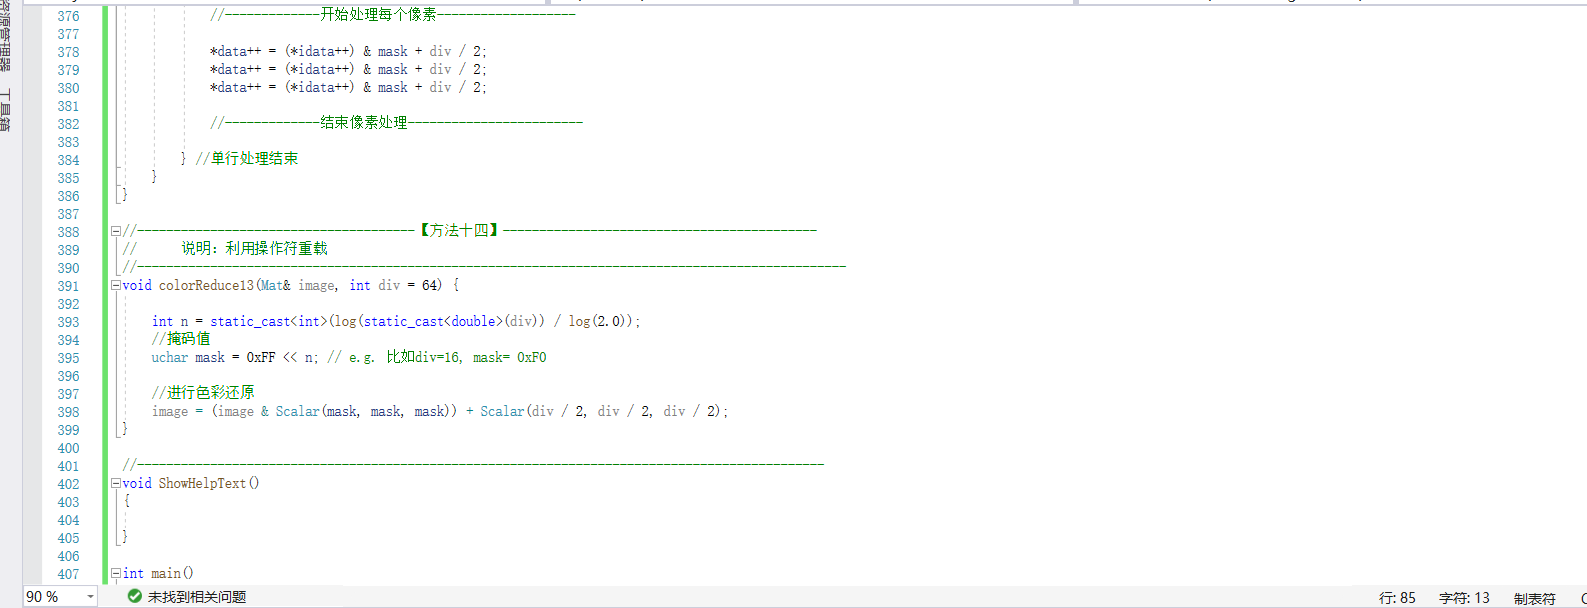 资源管理器
工具箱
376 //-------------开始处理每个像素-------------------
377
378 *data++ = (*idata++) & mask + div / 2;
379 *data++ = (*idata++) & mask + div / 2;
380 *data++ = (*idata++) & mask + div / 2;
381
382 //-------------结束像素处理------------------------
383
384 } //单行处理结束
385 }
386 }
387
388 //--------------------------------------【方法十四】-------------------------------------------
389 // 说明：利用操作符重载
390 //-------------------------------------------------------------------------------------------------
391 void colorReduce13(Mat& image, int div = 64) {
392
393 int n = static_cast<int>(log(static_cast<double>(div)) / log(2.0));
394 //掩码值
395 uchar mask = 0xFF << n; // e.g. 比如div=16, mask= 0xF0
396
397 //进行色彩还原
398 image = (image & Scalar(mask, mask, mask)) + Scalar(div / 2, div / 2, div / 2);
399 }
400
401 //----------------------------------------------------------------------------------------------
402 void ShowHelpText()
403 {
404
405 }
406
407 int main()
90 % 未找到相关问题 行: 85 字符: 13 制表符